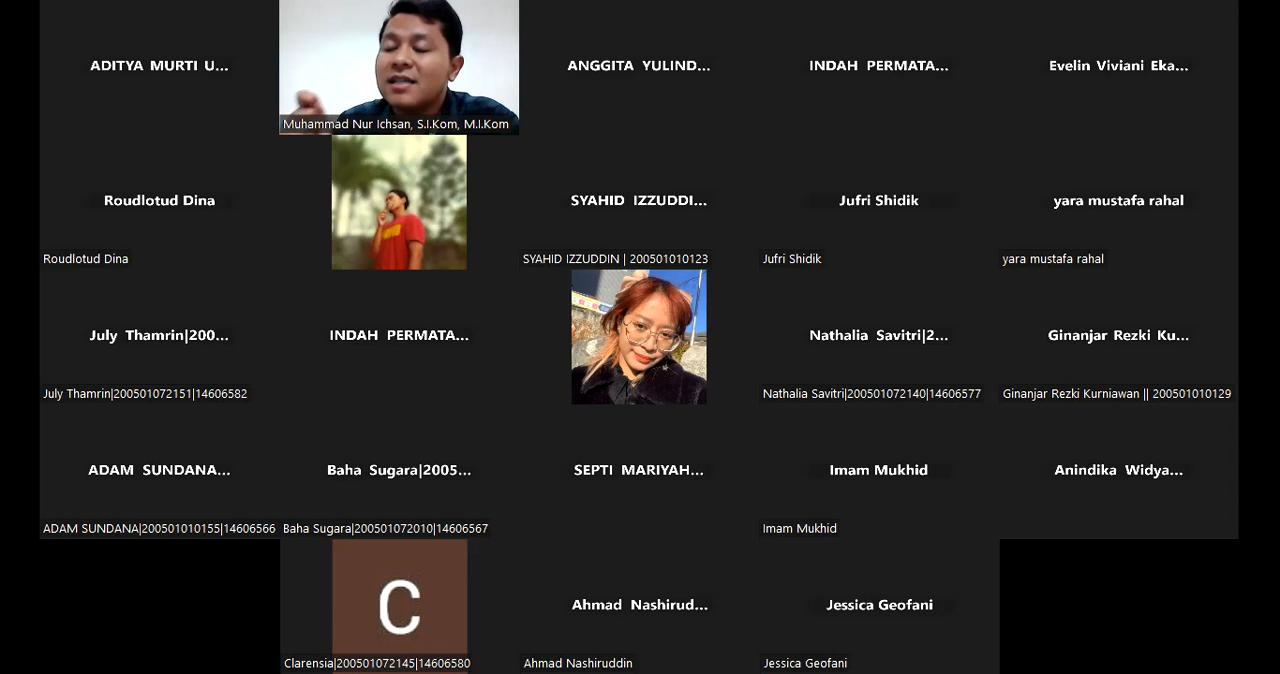 ADITYA MURTI U...
ANGGITA YULIND...
INDAH PERMATA...
Evelin Viviani Eka...
Muhammad Nur Ichsan, S.I.Kom, M.I.Kom
Roudlotud Dina
SYAHID IZZUDDI...
Jufri Shidik
yara mustafa rahal
Roudlotud Dina
SYAHID IZZUDDIN | 200501010123
Jufri Shidik
yara mustafa rahal
July Thamrin|200...
INDAH PERMATA...
Nathalia Savitri|2...
Ginanjar Rezki Ku...
July Thamrin|200501072151|14606582
Nathalia Savitri|200501072140|14606577
Ginanjar Rezki Kurniawan || 200501010129
ADAM SUNDANA...
Baha Sugara|2005...
SEPTI MARIYAH...
Imam Mukhid
Anindika Widya...
ADAM SUNDANA|200501010155|14606566
Baha Sugara|200501072010|14606567
Imam Mukhid
C
Ahmad Nashirud...
Jessica Geofani
Clarensia|200501072145|14606580
Ahmad Nashiruddin
Jessica Geofani